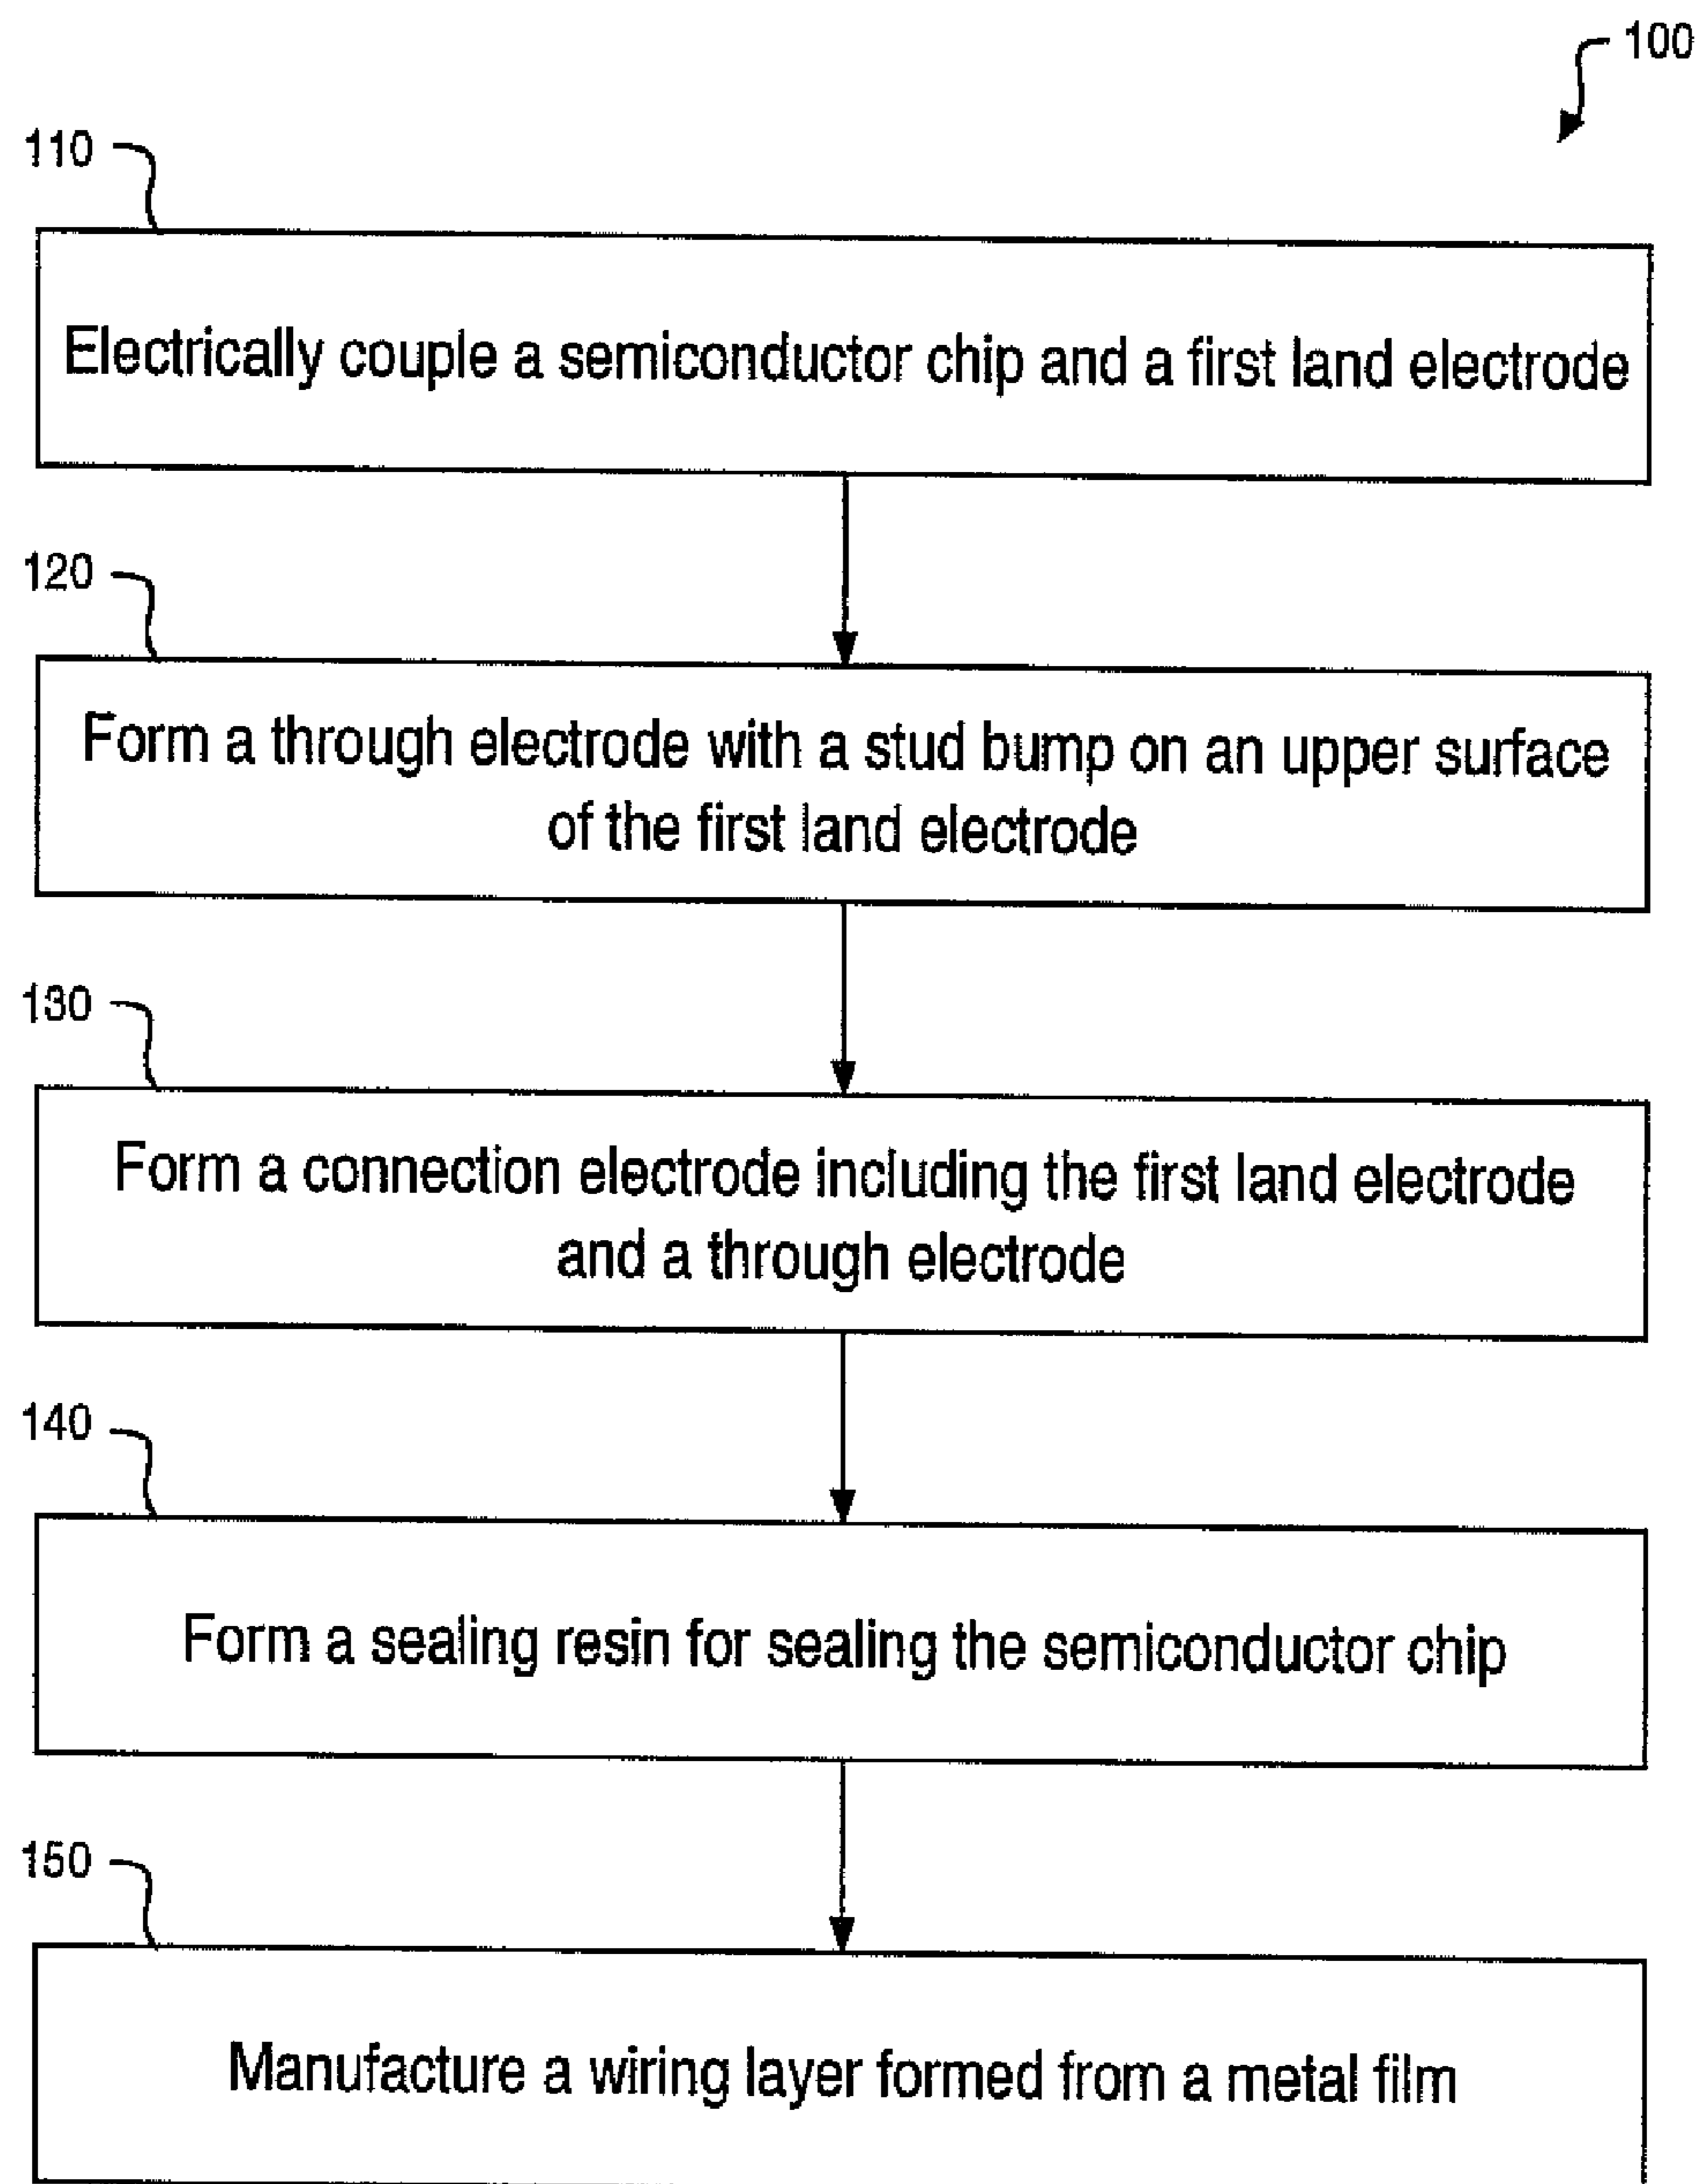 100
110
Electrically couple a semiconductor chip and a first land electrode
120
Form a through electrode with a stud bump on an upper surface
of the first land electrode
130
Form a connection electrode including the first land electrode
and a through electrode
140
Form a sealing resin for sealing the semiconductor chip
150
Manufacture a wiring layer formed from a metal film